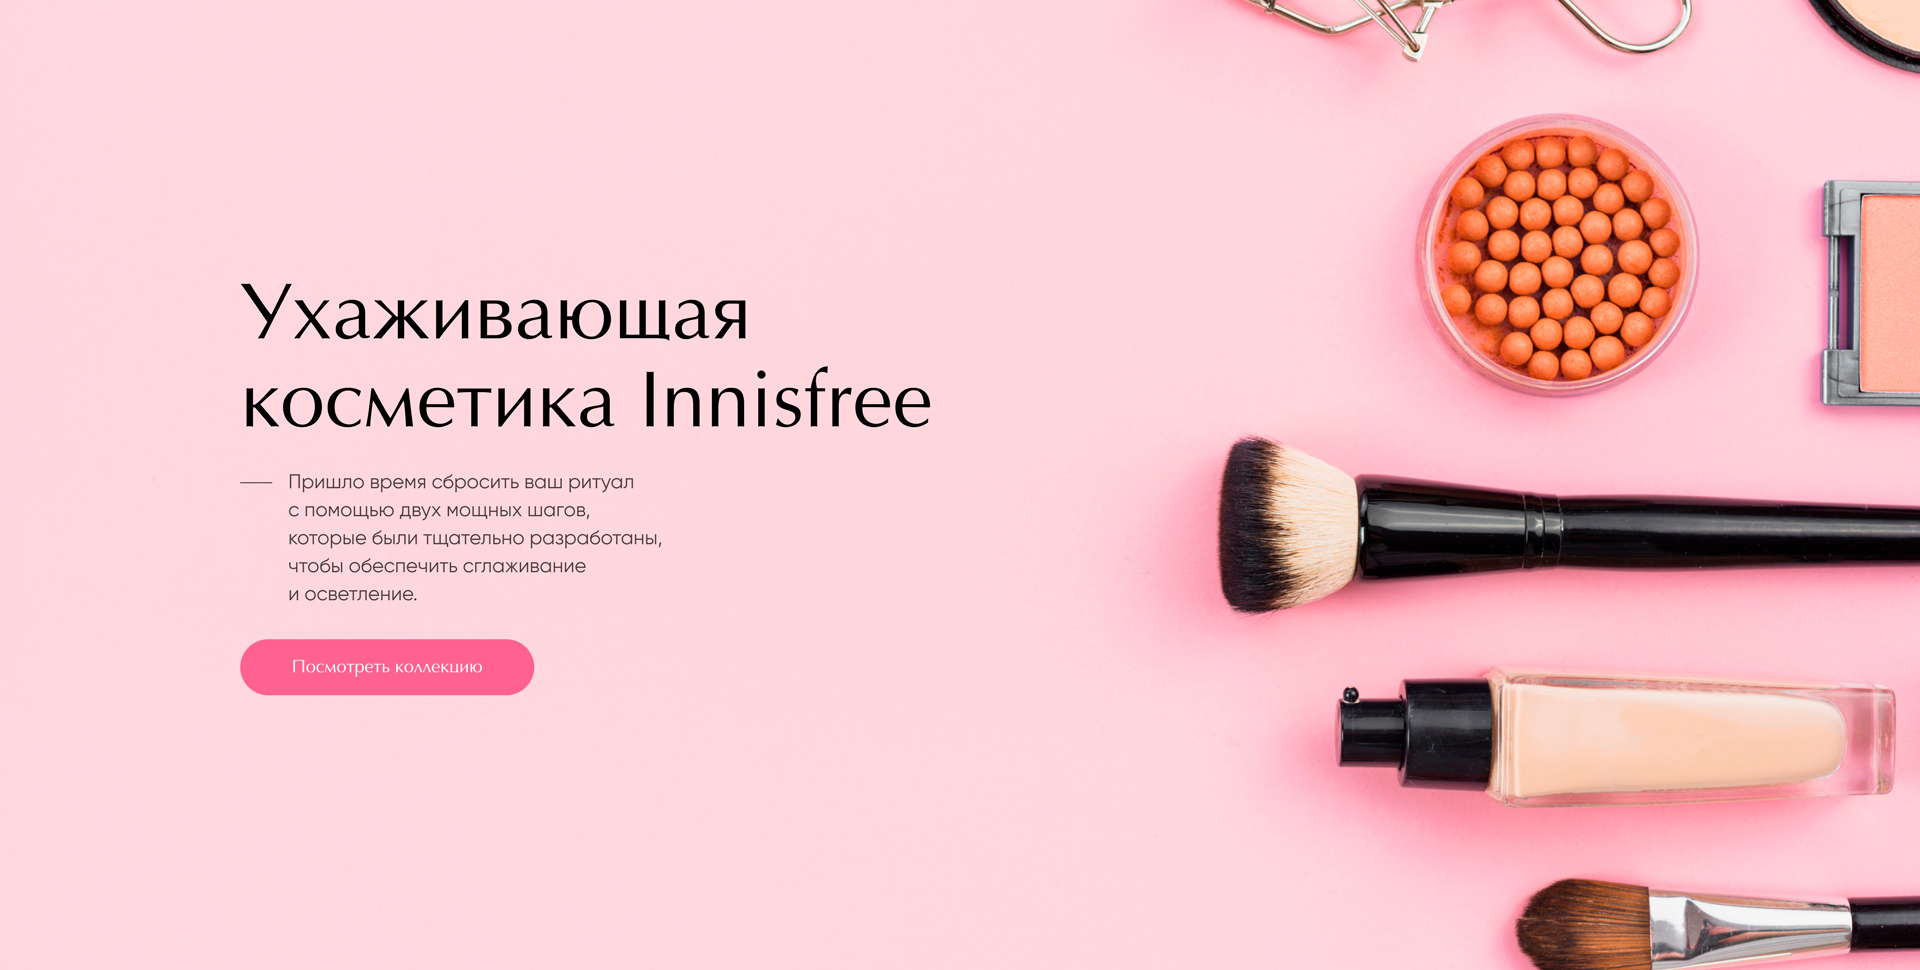 Ухаживающая
косметика Innisfree
Пришло время сбросить ваш ритуал
с помощью двух мощных шагов,
которые были тщательно разработаны,
чтобы обеспечить сглаживание
и осветление.
Посмотреть коллекцию